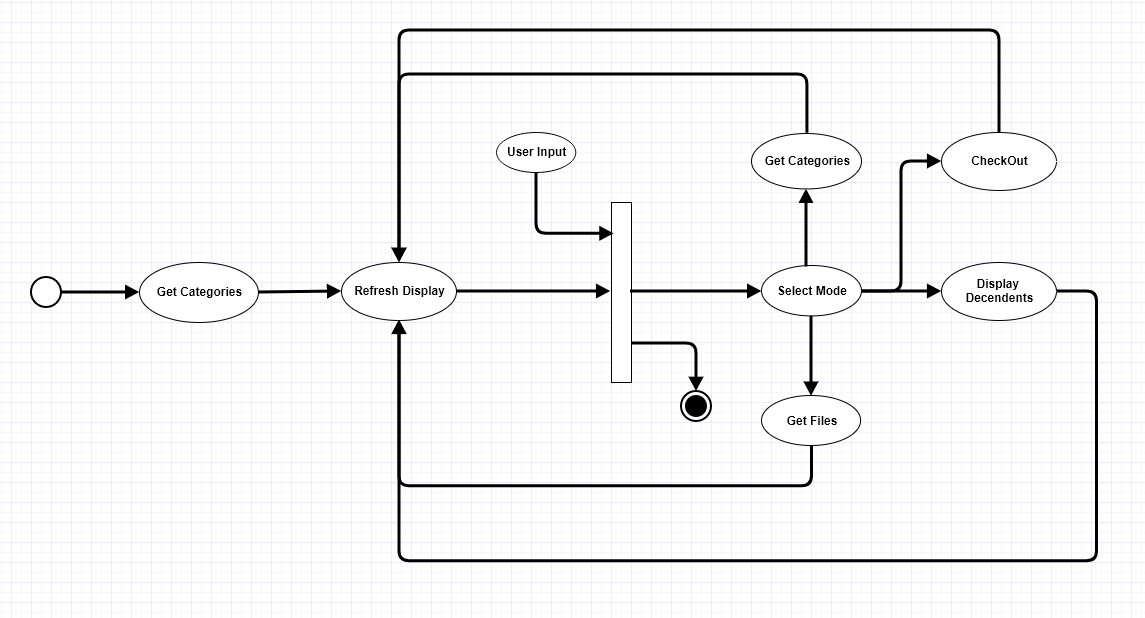 User Input
Get Categories
CheckOut
Get Categories
Refresh Display
Select Mode
Display
Decendents
Get Files